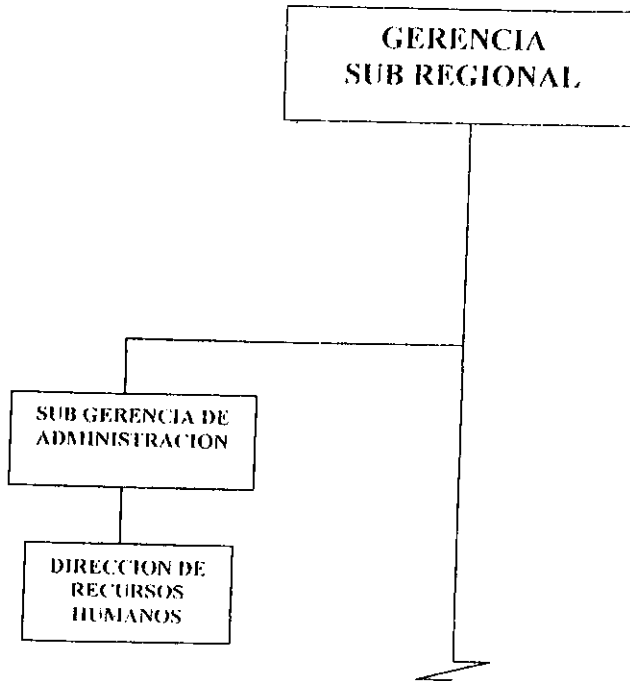 GERENCIA
SUB REGIONAL
SUB GERENCIA DE
ADMINISTRACION
DIRECCION DE
RECURSOS
HUMANOS